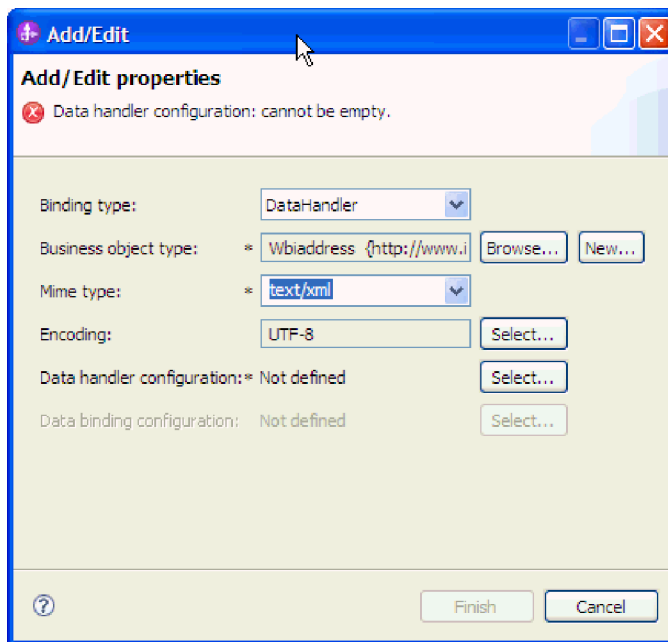 Add/Edit
Add/Edit properties
Data handler configuration: cannot be empty.
Binding type: DataHandler
Business object type: * Wbiaddress {http://www.i Browse... New...
Mime type: * text/xml
Encoding: UTF-8 Select...
Data handler configuration:* Not defined Select...
Data binding configuration: Not defined Select...
Finish Cancel